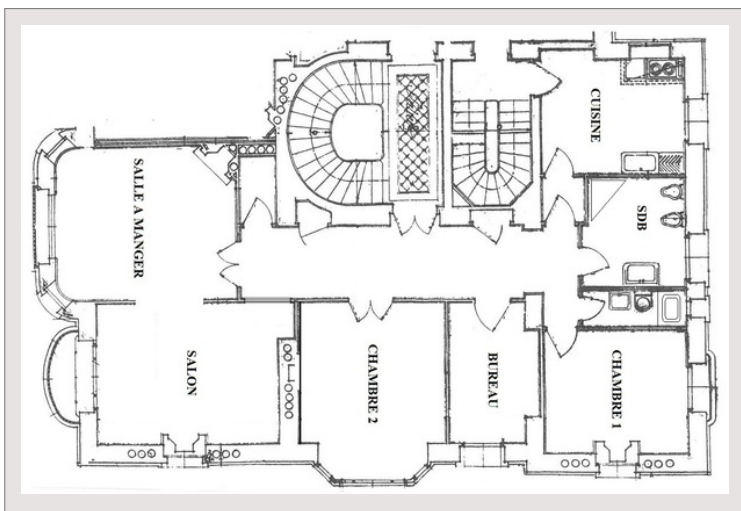 CUISINE
SALLE A MANGER
SDB
SALON
CHAMBRE 2
BUREAU
CHAMBRE 1